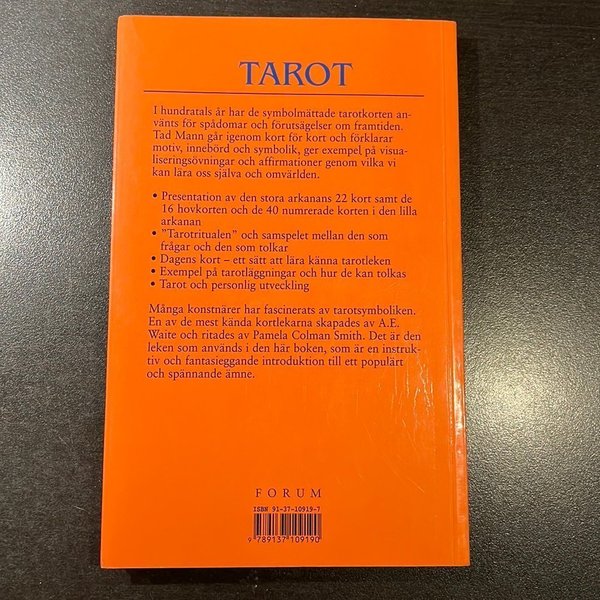 TAROT
I hundratals år har de symbolmättade tarotkorten an-
vänts för spådomar och förutsägelser om framtiden.
Tad Mann går igenom kort för kort och förklarar
motiv, innebörd och symbolik, ger exempel på visua-
liseringsövningar och affirmationer genom vilka vi
kan lära oss själva och omvärlden.
• Presentation av den stora arkanans 22 kort samt de
16 hovkorten och de 40 numrerade korten i den lilla
arkanan
• ”Tarotritualen” och samspelet mellan den som
frågar och den som tolkar
• Dagens kort – ett sätt att lära känna tarotleken
• Exempel på tarotläggningar och hur de kan tolkas
• Tarot och personlig utveckling
Många konstnärer har fascinerats av tarotsymboliken.
En av de mest kända kortlekarna skapades av A.E.
Waite och ritades av Pamela Colman Smith. Det är den
leken som används i den här boken, som är en instruk-
tiv och fantasieggande introduktion till ett populärt
och spännande ämne.
FORUM
ISBN 91-37-10919-7
9 789137 109190